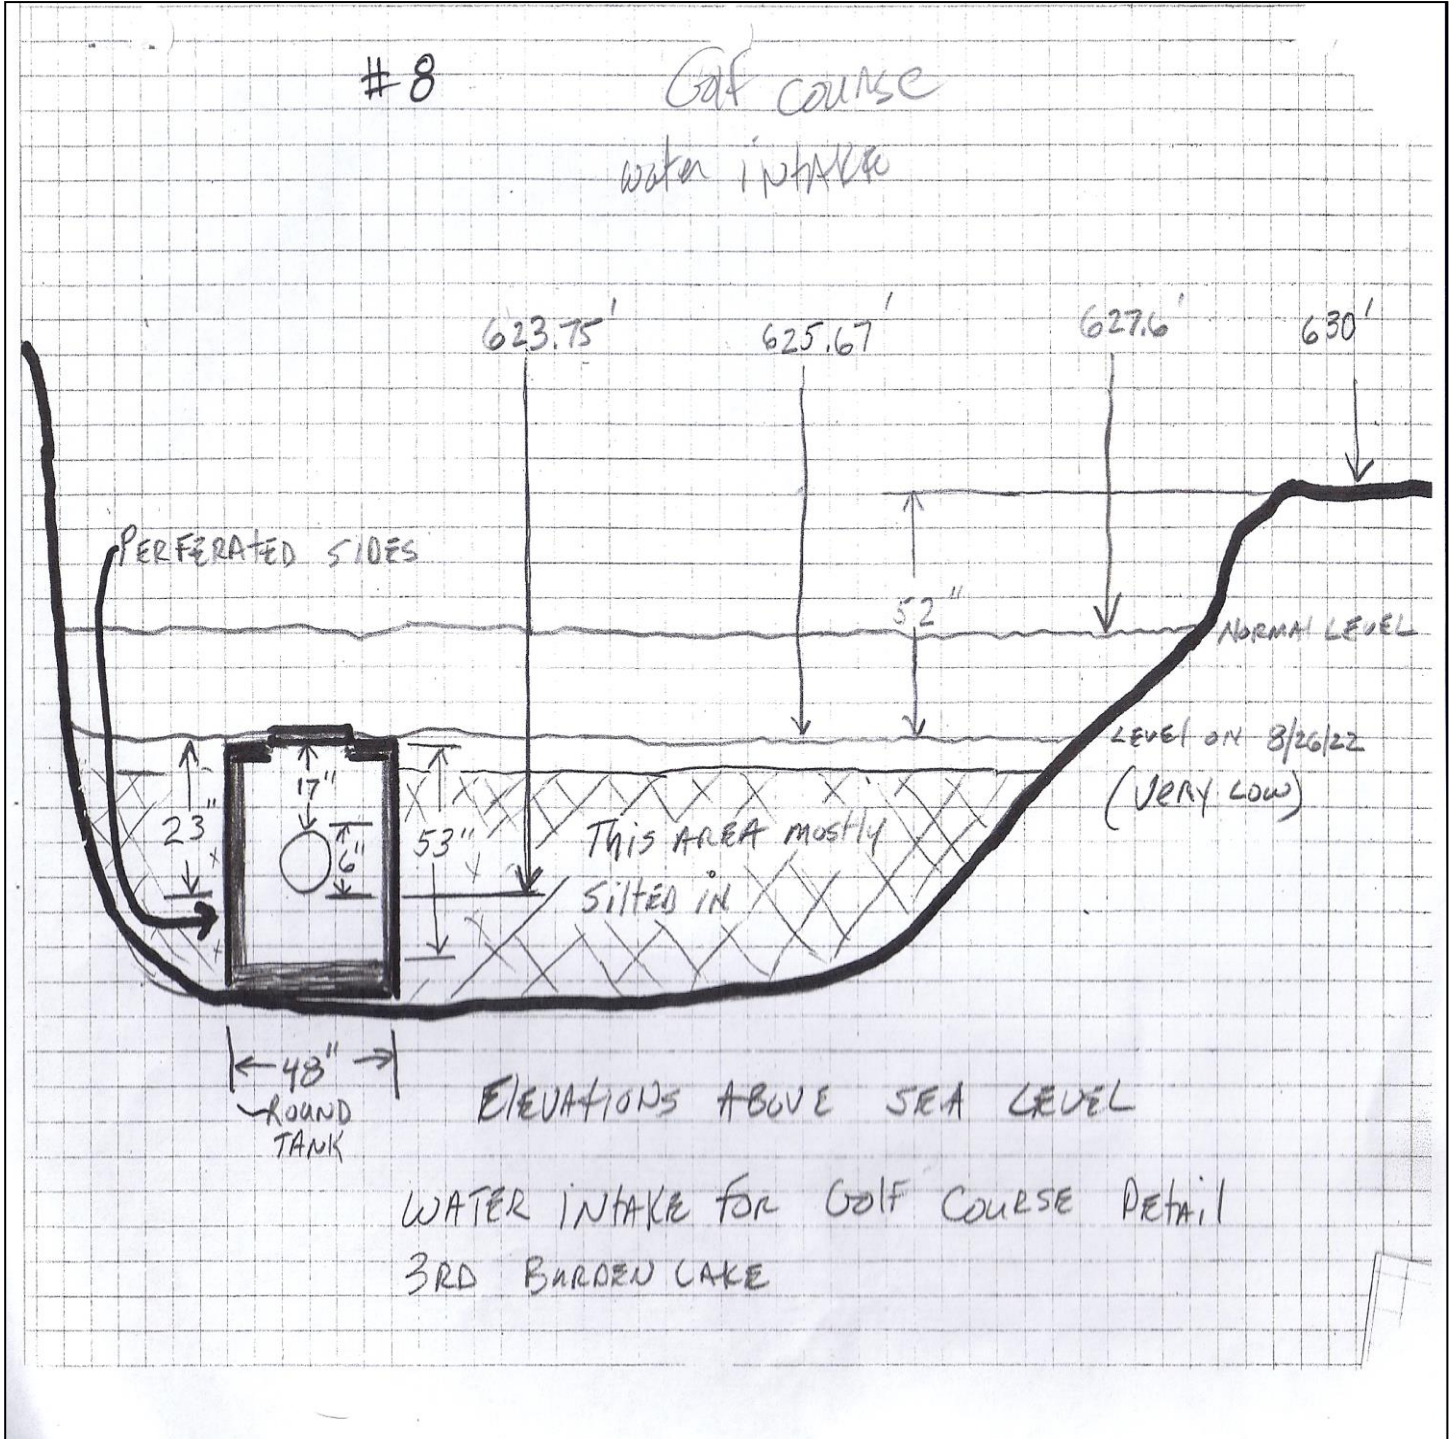 #8
Golf course
water intake
623.75'
625.67'
627.6'
630'
PERFERATED SIDES
52"
NORMAL LEVEL
LEVEL ON 8/26/22
(VERY LOW)
17"
23"
6"
53"
This AREA mostly
SiltED iN
48"
ROUND
TANK
ElEVAtiONS ABOVE SEA LEVEL
WATER iNtAKE FOR Golf COURSE DEtAil
3RD BURDEN LAKE